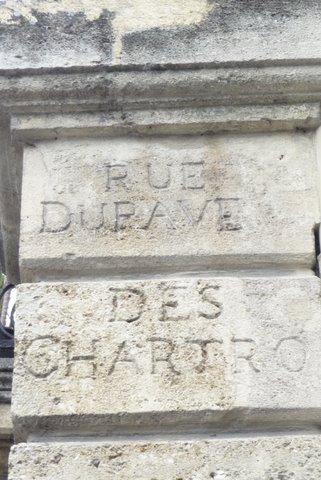 RUE
DU PAVE
DES
CHARTRO